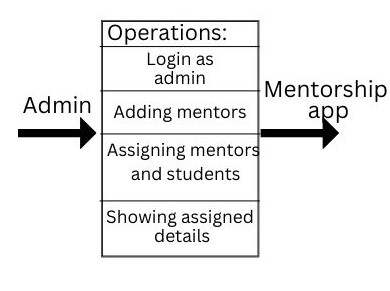 Operations:
Login as
admin
Admin
Adding mentors
Mentorship
app
Assigning mentors
and students
Showing assigned
details